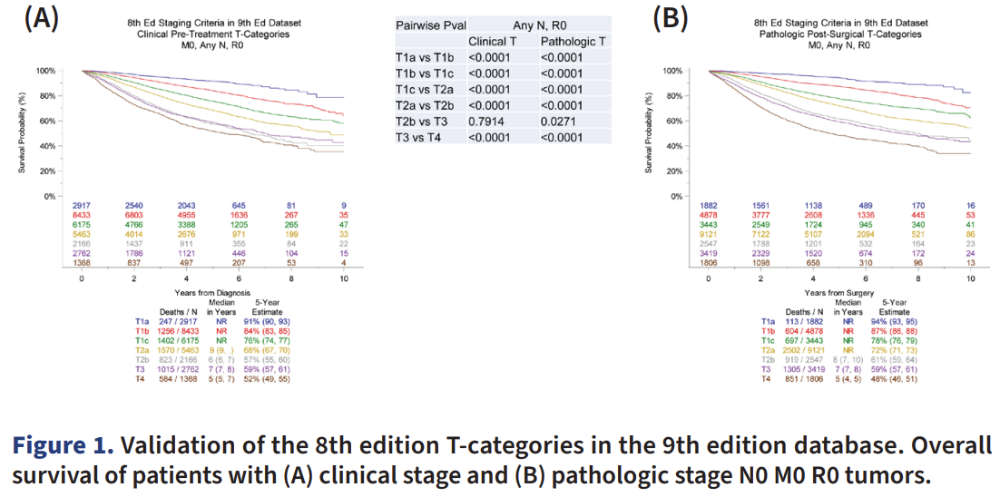 (A)
8th Ed Staging Criteria in 9th Ed Dataset
Clinical Pre-Treatment T-Categories
M0, Any N, R0
Survival Probability (%)
100%
80%
60%
40%
20%
0%
2917 2540 2043 645 81 9
8433 6803 4955 1636 267 35
6175 4766 3388 1205 265 47
5463 4014 2676 971 199 33
2166 1437 911 355 84 22
2762 1786 1121 446 104 15
1368 837 497 207 53 4
0 2 4 6 8 10
Years from Diagnosis
Deaths / N Median in Years 5-Year Estimate
T1a 247 / 2917 NR 91% (90, 93)
T1b 1256 / 8433 NR 84% (83, 85)
T1c 1402 / 6175 NR 76% (74, 77)
T2a 1570 / 5463 9 (9, .) 68% (67, 70)
T2b 823 / 2166 6 (6, 7) 57% (55, 60)
T3 1015 / 2762 7 (7, 8) 59% (57, 61)
T4 584 / 1368 5 (5, 7) 52% (49, 55)
Pairwise Pval Any N, R0
Clinical T Pathologic T
T1a vs T1b <0.0001 <0.0001
T1b vs T1c <0.0001 <0.0001
T1c vs T2a <0.0001 <0.0001
T2a vs T2b <0.0001 <0.0001
T2b vs T3 0.7914 0.0271
T3 vs T4 <0.0001 <0.0001
(B)
8th Ed Staging Criteria in 9th Ed Dataset
Pathologic Post-Surgical T-Categories
M0, Any N, R0
Survival Probability (%)
100%
80%
60%
40%
20%
0%
1882 1561 1138 489 170 16
4878 3777 2608 1336 445 53
3443 2549 1724 945 340 41
9121 7122 5107 2094 521 86
2547 1788 1201 532 164 23
3419 2329 1520 674 172 24
1806 1098 658 310 96 13
0 2 4 6 8 10
Years from Surgery
Deaths / N Median in Years 5-Year Estimate
T1a 113 / 1882 NR 94% (93, 95)
T1b 604 / 4878 NR 87% (86, 88)
T1c 697 / 3443 NR 78% (76, 79)
T2a 2502 / 9121 NR 72% (71, 73)
T2b 919 / 2547 8 (7, 10) 61% (59, 64)
T3 1305 / 3419 7 (7, 8) 59% (57, 61)
T4 851 / 1806 5 (4, 5) 48% (46, 51)
Figure 1. Validation of the 8th edition T-categories in the 9th edition database. Overall
survival of patients with (A) clinical stage and (B) pathologic stage N0 M0 R0 tumors.